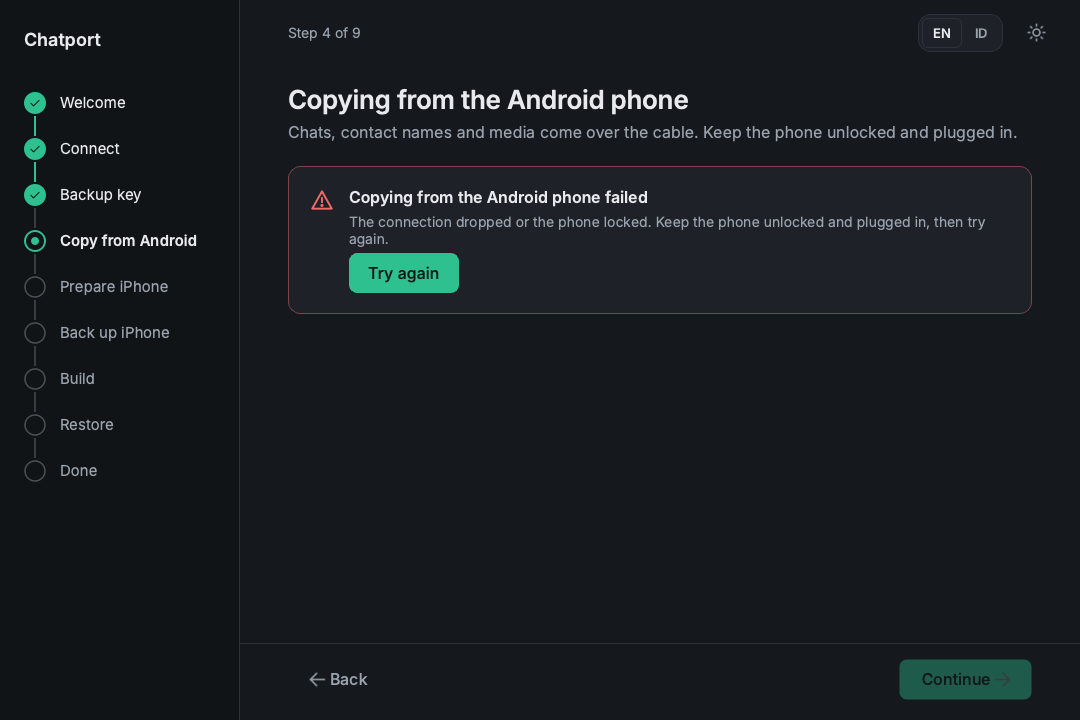 Chatport
Welcome
Connect
Backup key
Copy from Android
Prepare iPhone
Back up iPhone
Build
Restore
Done
Step 4 of 9
EN
ID
Copying from the Android phone
Chats, contact names and media come over the cable. Keep the phone unlocked and plugged in.
Copying from the Android phone failed
The connection dropped or the phone locked. Keep the phone unlocked and plugged in, then try
again.
Try again
Back
Continue